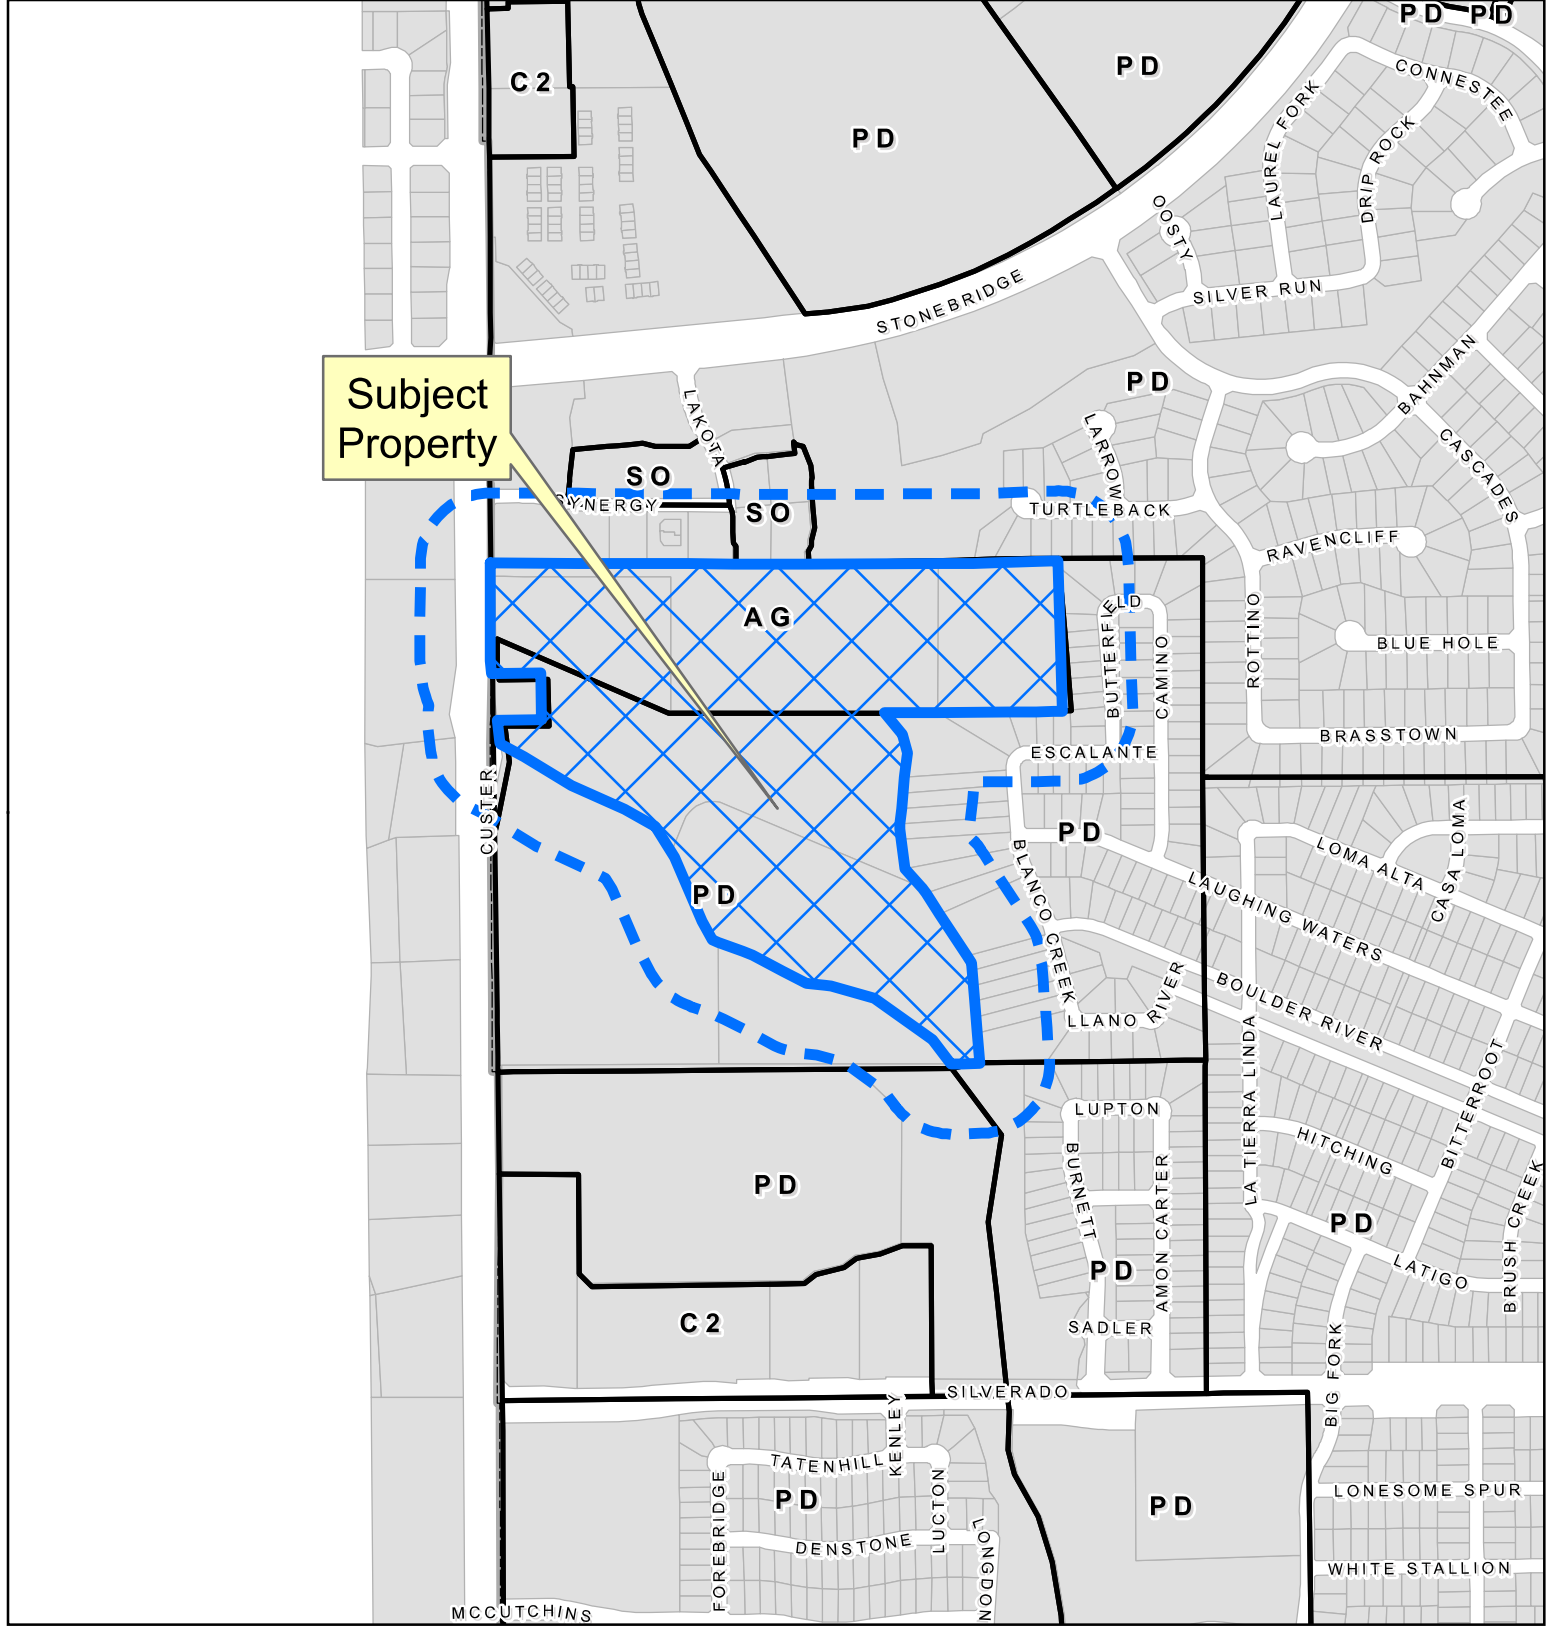 PD
PD
C 2
PD
PD
CONNESTEE
LAUREL FORK
DRIP ROCK
OOSTY
SILVER RUN
STONEBRIDGE
Subject
Property
LAKOTA
PD
BAHNMAN
LARROW
CASCADES
SO
SYNERGY
SO
TURTLEBACK
RAVENCLIFF
AG
BUTTERFIELD
CAMINO
ROTTINO
BLUE HOLE
BRASSTOWN
ESCALANTE
CUSTER
PD
BLANCO CREEK
LOMA ALTA
CASA LOMA
PD
LAUGHING WATERS
BOULDER RIVER
LLANO RIVER
LA TIERRA LINDA
BITTERROOT
LUPTON
HITCHING
BURNETT
AMON CARTER
PD
PD
BRUSH CREEK
PD
LATIGO
C 2
SADLER
BIG FORK
SILVERADO
KENLEY
TATENHILL
FOREBRIDGE
LUCTON
PD
PD
LONESOME SPUR
DENSTONE
LONGDON
WHITE STALLION
MCCUTCHINS